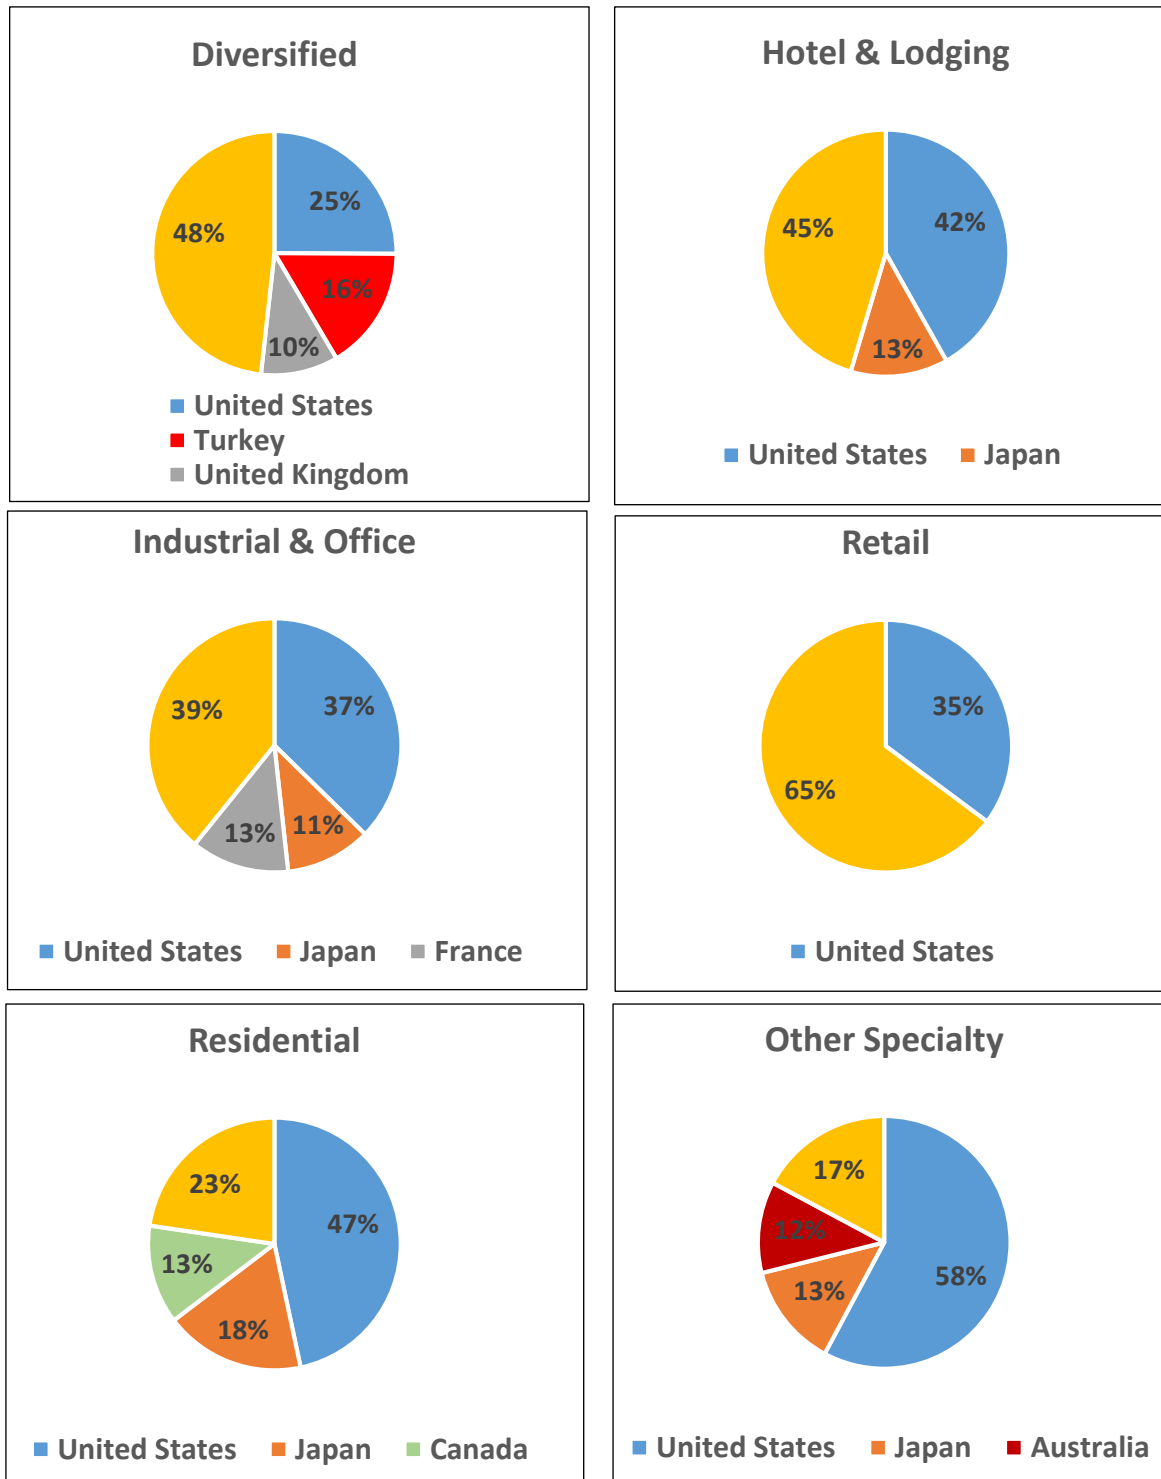 Diversified
25%
48%
16%
10%
United States
Turkey
United Kingdom
Hotel & Lodging
42%
45%
13%
United States Japan
Industrial & Office
37%
39%
11%
13%
United States Japan France
Retail
35%
65%
United States
Residential
23%
47%
13%
18%
United States Japan Canada
Other Specialty
17%
12%
58%
13%
United States Japan Australia